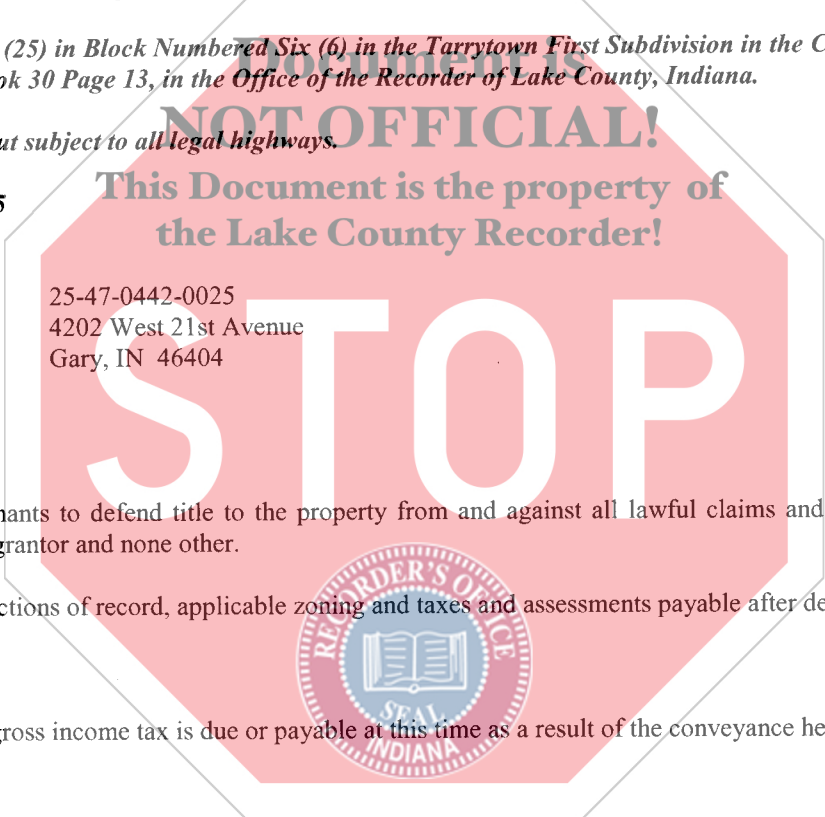 Document is
(25) in Block Numbered Six (6) in the Tarrytown First Subdivision in the C
ok 30 Page 13, in the Office of the Recorder of Lake County, Indiana.
NOT OFFICIAL!
ut subject to all legal highways.
This Document is the property of
5
the Lake County Recorder!
25-47-0442-0025
4202 West 21st Avenue
Gary, IN 46404
STOP
nants to defend title to the property from and against all lawful claims and
grantor and none other.
RECORDER'S OFFICE
ctions of record, applicable zoning and taxes and assessments payable after de
SEAL
gross income tax is due or payable at this time as a result of the conveyance he
INDIANA